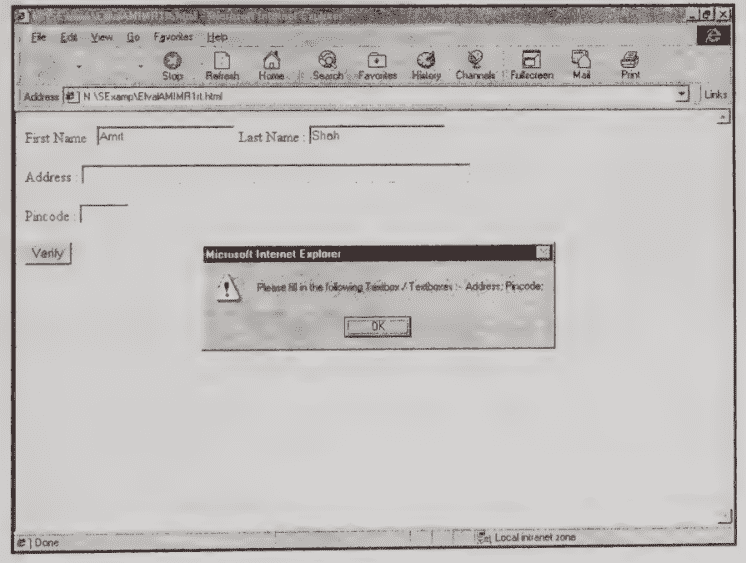 Microsoft Internet Explorer
File Edit View Go Favorites Help
Stop Refresh Home Search Favorites History Channels Fullscreen Mail Print
Address Links
First Name Amit Last Name : Shah
Address :
Pincode :
Verify
Microsoft Internet Explorer
Please fill in the following Textbox / Textboxes :- Address; Pincode;
OK
Done Local intranet zone